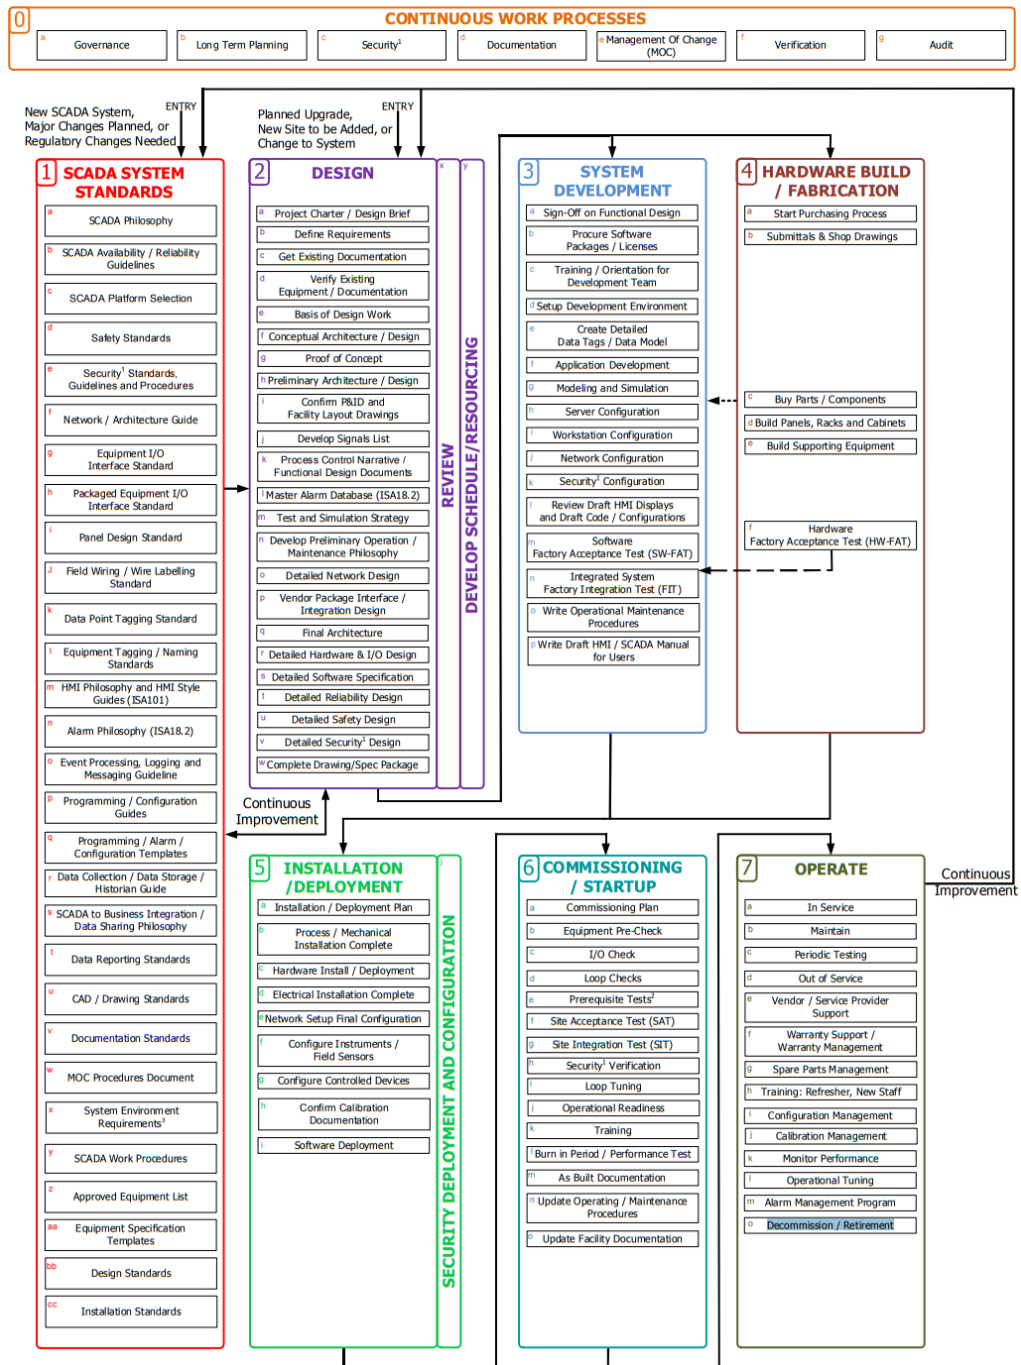 0
CONTINUOUS WORK PROCESSES
a
Governance
b
Long Term Planning
c
Security1
d
Documentation
e
Management Of Change
(MOC)
f
Verification
g
Audit
New SCADA System,
Major Changes Planned, or
Regulatory Changes Needed
ENTRY
Planned Upgrade,
New Site to be Added, or
Change to System
ENTRY
1
SCADA SYSTEM
STANDARDS
a
SCADA Philosophy
b
SCADA Availability / Reliability
Guidelines
c
SCADA Platform Selection
d
Safety Standards
e
Security1 Standards,
Guidelines and Procedures
f
Network / Architecture Guide
g
Equipment I/O
Interface Standard
h
Packaged Equipment I/O
Interface Standard
i
Panel Design Standard
J
Field Wiring / Wire Labelling
Standard
k
Data Point Tagging Standard
l
Equipment Tagging / Naming
Standards
m
HMI Philosophy and HMI Style
Guides (ISA101)
n
Alarm Philosophy (ISA18.2)
o
Event Processing, Logging and
Messaging Guideline
p
Programming / Configuration
Guides
q
Programming / Alarm /
Configuration Templates
r
Data Collection / Data Storage /
Historian Guide
s
SCADA to Business Integration /
Data Sharing Philosophy
t
Data Reporting Standards
u
CAD / Drawing Standards
v
Documentation Standards
w
MOC Procedures Document
x
System Environment
Requirements3
y
SCADA Work Procedures
z
Approved Equipment List
aa
Equipment Specification
Templates
bb
Design Standards
cc
Installation Standards
2
DESIGN
a
Project Charter / Design Brief
b
Define Requirements
c
Get Existing Documentation
d
Verify Existing
Equipment / Documentation
e
Basis of Design Work
f
Conceptual Architecture / Design
g
Proof of Concept
h
Preliminary Architecture / Design
i
Confirm P&ID and
Facility Layout Drawings
j
Develop Signals List
k
Process Control Narrative /
Functional Design Documents
l
Master Alarm Database (ISA18.2)
m
Test and Simulation Strategy
n
Develop Preliminary Operation /
Maintenance Philosophy
o
Detailed Network Design
p
Vendor Package Interface /
Integration Design
q
Final Architecture
r
Detailed Hardware & I/O Design
s
Detailed Software Specification
t
Detailed Reliability Design
u
Detailed Safety Design
v
Detailed Security1 Design
w
Complete Drawing/Spec Package
x
REVIEW
y
DEVELOP SCHEDULE/RESOURCING
3
SYSTEM
DEVELOPMENT
a
Sign-Off on Functional Design
b
Procure Software
Packages / Licenses
c
Training / Orientation for
Development Team
d
Setup Development Environment
e
Create Detailed
Data Tags / Data Model
f
Application Development
g
Modeling and Simulation
h
Server Configuration
i
Workstation Configuration
j
Network Configuration
k
Security1 Configuration
l
Review Draft HMI Displays
and Draft Code / Configurations
m
Software
Factory Acceptance Test (SW-FAT)
n
Integrated System
Factory Integration Test (FIT)
o
Write Operational Maintenance
Procedures
p
Write Draft HMI / SCADA Manual
for Users
4
HARDWARE BUILD
/ FABRICATION
a
Start Purchasing Process
b
Submittals & Shop Drawings
c
Buy Parts / Components
d
Build Panels, Racks and Cabinets
e
Build Supporting Equipment
f
Hardware
Factory Acceptance Test (HW-FAT)
Continuous
Improvement
5
INSTALLATION
/DEPLOYMENT
a
Installation / Deployment Plan
b
Process / Mechanical
Installation Complete
c
Hardware Install / Deployment
d
Electrical Installation Complete
e
Network Setup Final Configuration
f
Configure Instruments /
Field Sensors
g
Configure Controlled Devices
h
Confirm Calibration
Documentation
i
Software Deployment
j
SECURITY DEPLOYMENT AND CONFIGURATION
6
COMMISSIONING
/ STARTUP
a
Commissioning Plan
b
Equipment Pre-Check
c
I/O Check
d
Loop Checks
e
Prerequisite Tests2
f
Site Acceptance Test (SAT)
g
Site Integration Test (SIT)
h
Security1 Verification
i
Loop Tuning
j
Operational Readiness
k
Training
l
Burn in Period / Performance Test
m
As Built Documentation
n
Update Operating / Maintenance
Procedures
o
Update Facility Documentation
7
OPERATE
a
In Service
b
Maintain
c
Periodic Testing
d
Out of Service
e
Vendor / Service Provider
Support
f
Warranty Support /
Warranty Management
g
Spare Parts Management
h
Training: Refresher, New Staff
i
Configuration Management
j
Calibration Management
k
Monitor Performance
l
Operational Tuning
m
Alarm Management Program
o
Decommission / Retirement
Continuous
Improvement